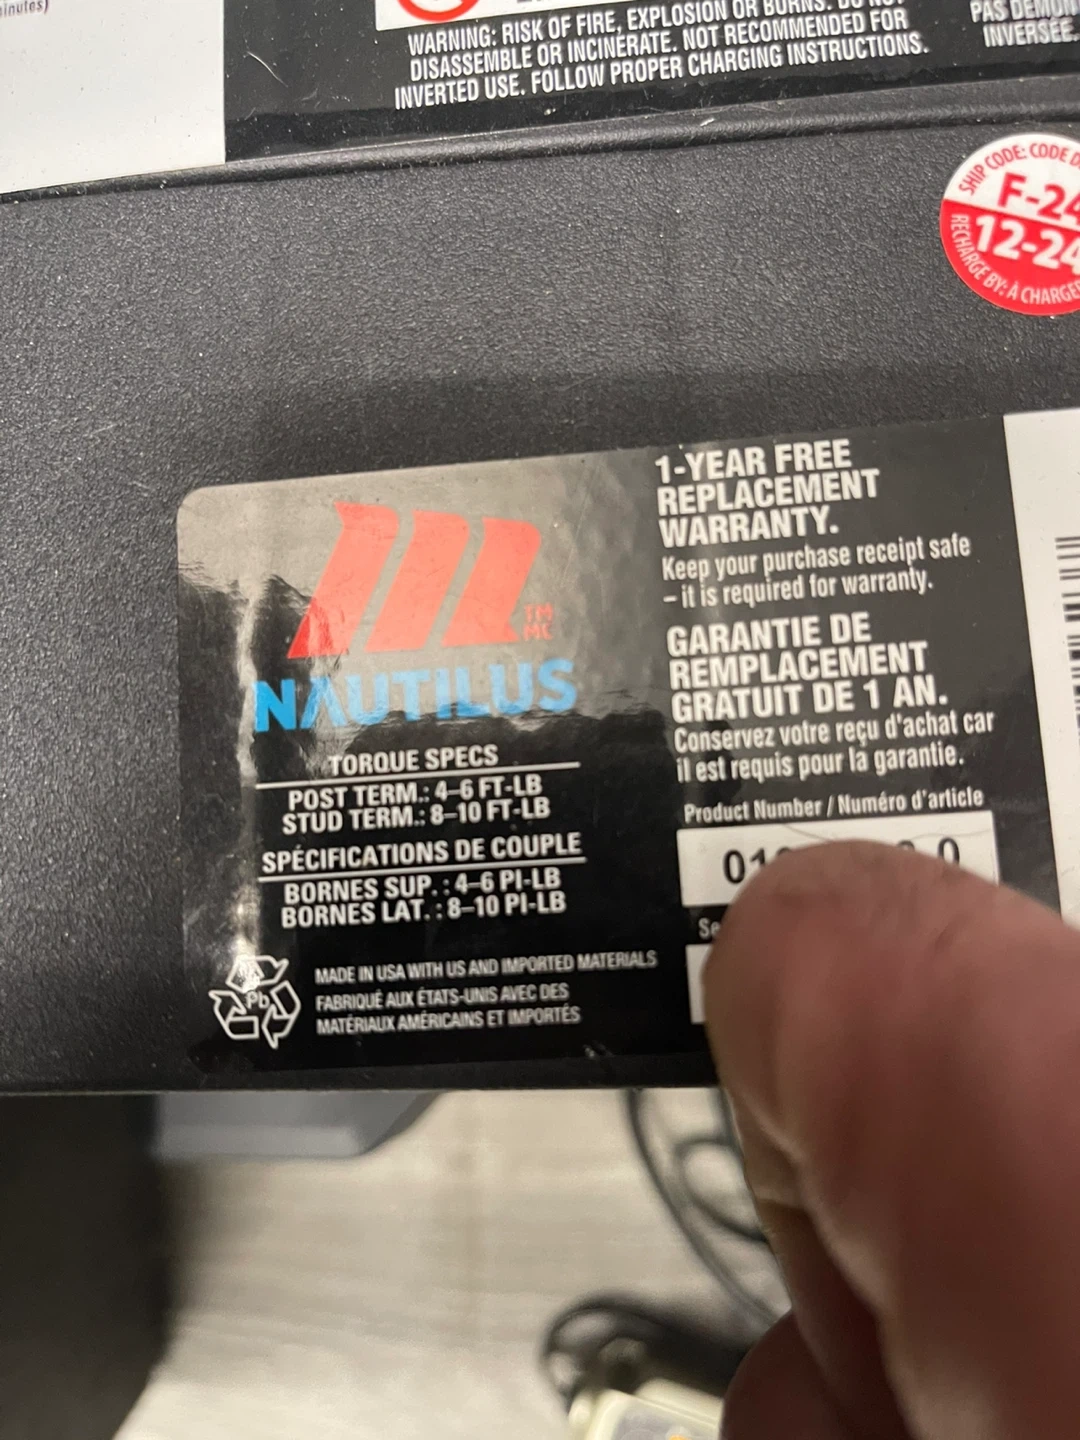 WARNING: RISK OF FIRE, EXPLOSION OR BURNS. DO NOT
DISASSEMBLE OR INCINERATE. NOT RECOMMENDED FOR
INVERTED USE. FOLLOW PROPER CHARGING INSTRUCTIONS.
INVERSÉE.
SHIP CODE: CODE
F-24
12-24
RECHARGE BY: À CHARGER
1-YEAR FREE
REPLACEMENT
WARRANTY.
Keep your purchase receipt safe
– it is required for warranty.
GARANTIE DE
REMPLACEMENT
GRATUIT DE 1 AN.
Conservez votre reçu d'achat car
il est requis pour la garantie.
Product Number / Numéro d'article
TM
MC
NAUTILUS
TORQUE SPECS
POST TERM.: 4–6 FT-LB
STUD TERM.: 8–10 FT-LB
SPÉCIFICATIONS DE COUPLE
BORNES SUP. : 4–6 PI-LB
BORNES LAT. : 8–10 PI-LB
Pb
MADE IN USA WITH US AND IMPORTED MATERIALS
FABRIQUÉ AUX ÉTATS-UNIS AVEC DES
MATÉRIAUX AMÉRICAINS ET IMPORTÉS